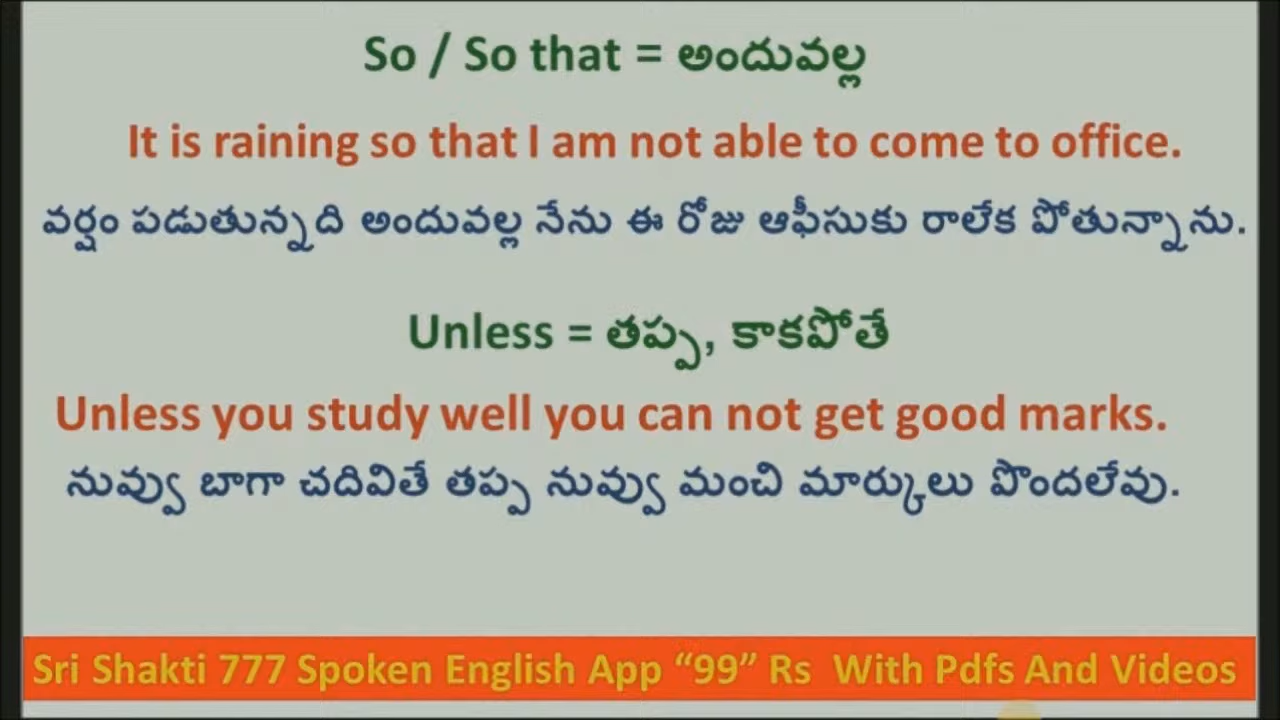 So / So that = అందువల్ల
It is raining so that I am not able to come to office.
వర్షం పడుతున్నది అందువల్ల నేను ఈ రోజు ఆఫీసుకు రాలేక పోతున్నాను.
Unless = తప్ప, కాకపోతే
Unless you study well you can not get good marks.
నువ్వు బాగా చదివితే తప్ప నువ్వు మంచి మార్కులు పొందలేవు.
Sri Shakti 777 Spoken English App “99” Rs With Pdfs And Videos